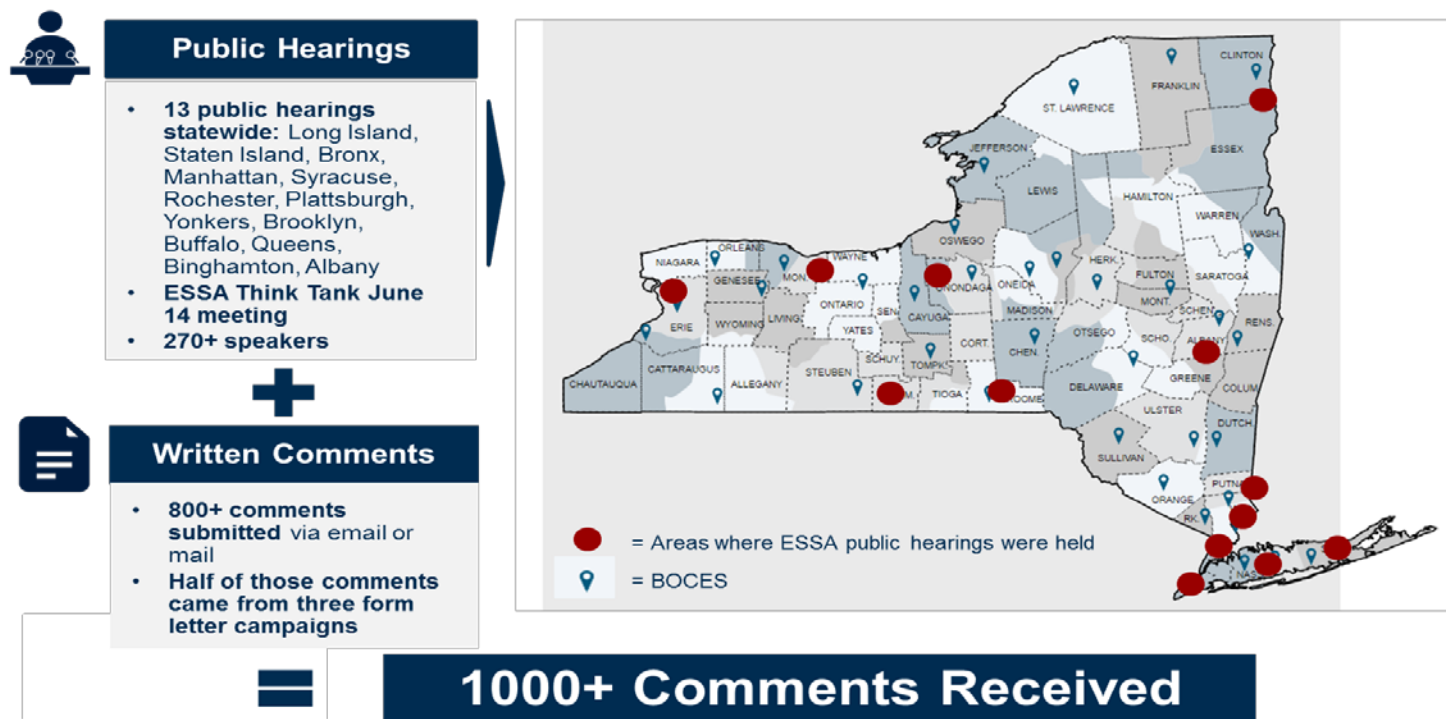 Public Hearings
• 13 public hearings
statewide: Long Island,
Staten Island, Bronx,
Manhattan, Syracuse,
Rochester, Plattsburgh,
Yonkers, Brooklyn,
Buffalo, Queens,
Binghamton, Albany
• ESSA Think Tank June
14 meeting
• 270+ speakers
Written Comments
• 800+ comments
submitted via email or
mail
• Half of those comments
came from three form
letter campaigns
CLINTON
FRANKLIN
ST. LAWRENCE
ESSEX
JEFFERSON
LEWIS
HAMILTON
WARREN
WASH.
OSWEGO
ORLEANS
WAYNE
NIAGARA
MON.
HERK.
FULTON
SARATOGA
GENESEE
ONEIDA
ONONDAGA
MONT.
ONTARIO
SEN.
MADISON
SCHEN.
CAYUGA
LIVING.
ERIE
WYOMING
YATES
OTSEGO
RENS.
SCHO.
ALBANY
CORT.
CHEN.
SCHUY.
TOMPK.
CATTARAUGUS
STEUBEN
CHAUTAUQUA
ALLEGANY
M.
TIOGA
ROOME
DELAWARE
GREENE
COLUM.
ULSTER
DUTCH.
SULLIVAN
PUTNA
ORANGE
RK.
NAS
= Areas where ESSA public hearings were held
= BOCES
= 1000+ Comments Received